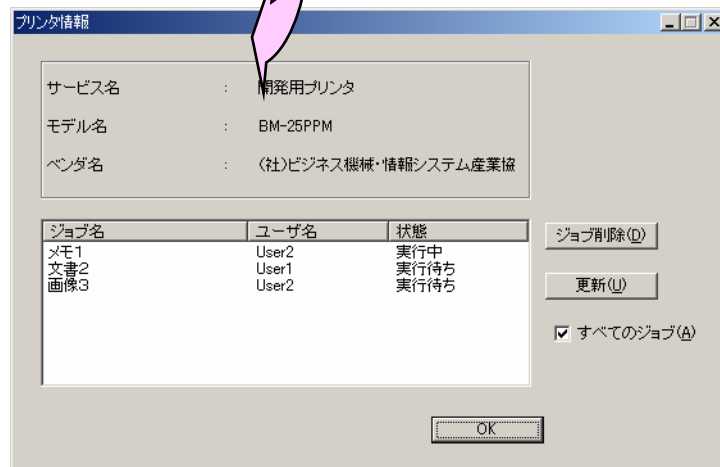 プリンタ情報
サービス名 : 開発用プリンタ
モデル名 : BM-25PPM
ベンダ名 : (社)ビジネス機械・情報システム産業協
ジョブ名 ユーザ名 状態
メモ1 User2 実行中
文書2 User1 実行待ち
画像3 User2 実行待ち
ジョブ削除(D)
更新(U)
すべてのジョブ(A)
OK